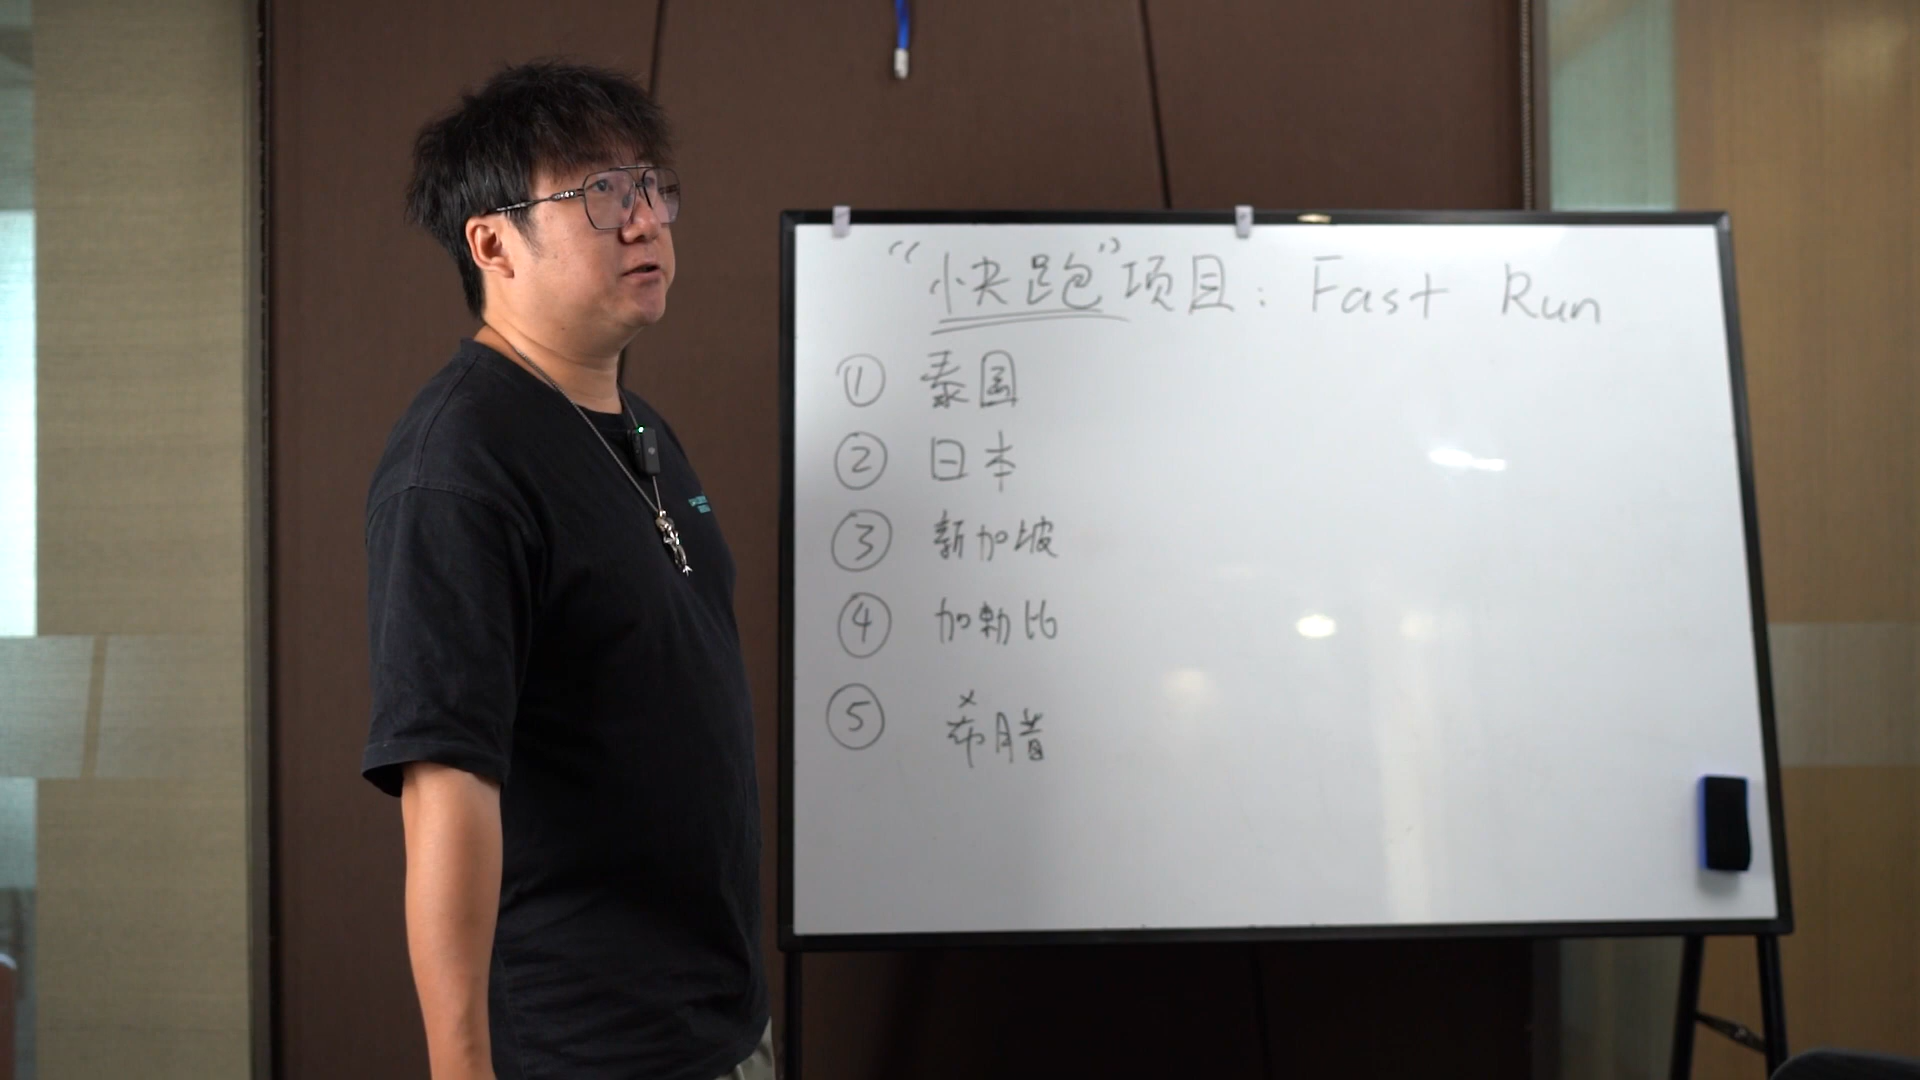 “快跑”项目: Fast Run
① 泰国
② 日本
③ 新加坡
④ 加勒比
⑤ 希腊